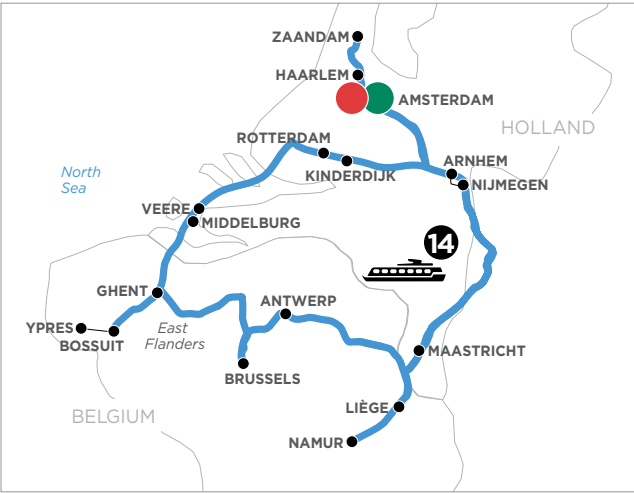 ZAANDAM
HAARLEM
AMSTERDAM
HOLLAND
ROTTERDAM
KINDERDIJK
ARNHEM
NIJMEGEN
North
Sea
VEERE
MIDDELBURG
14
GHENT
ANTWERP
YPRES
BOSSUIT
East
Flanders
BRUSSELS
MAASTRICHT
BELGIUM
LIÈGE
NAMUR